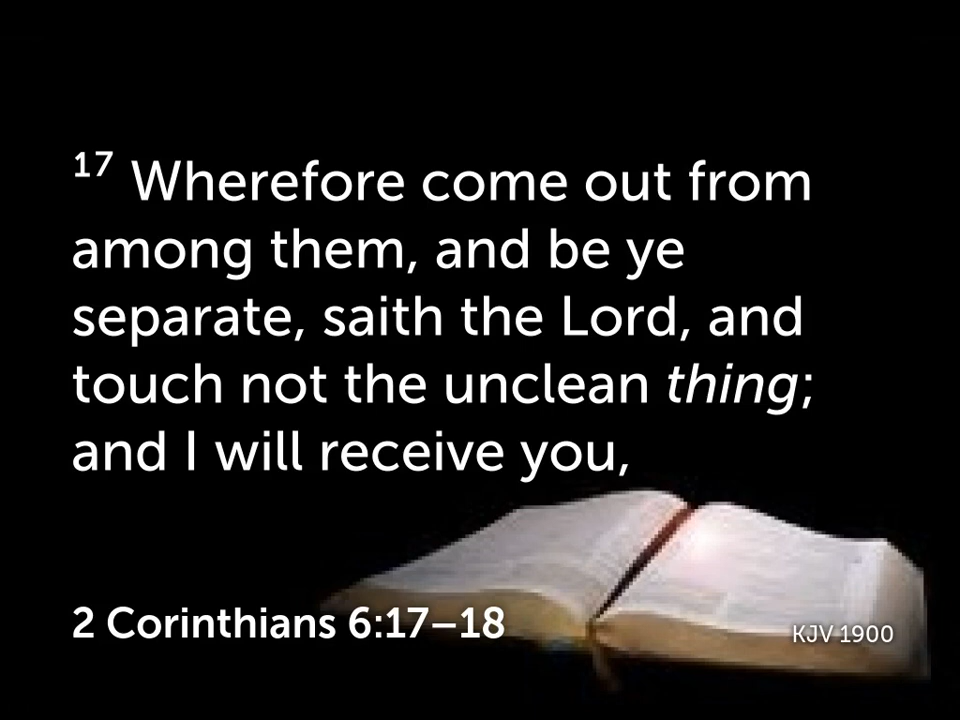 17 Wherefore come out from
among them, and be ye
separate, saith the Lord, and
touch not the unclean thing;
and I will receive you,
2 Corinthians 6:17–18
KJV 1900